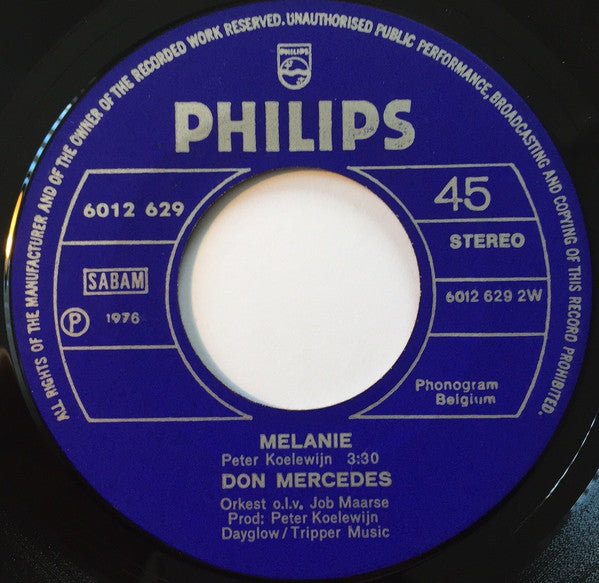 ALL RIGHTS OF THE MANUFACTURER AND OF THE OWNER OF THE RECORDED WORK RESERVED. UNAUTHORISED PUBLIC PERFORMANCE, BROADCASTING AND COPYING OF THIS RECORD PROHIBITED.
PHILIPS
PHILIPS
6012 629
45
STEREO
SABAM
6012 629 2W
Ⓟ 1976
Phonogram
Belgium
MELANIE
Peter Koelewijn 3:30
DON MERCEDES
Orkest o.l.v. Job Maarse
Prod: Peter Koelewijn
Dayglow/Tripper Music